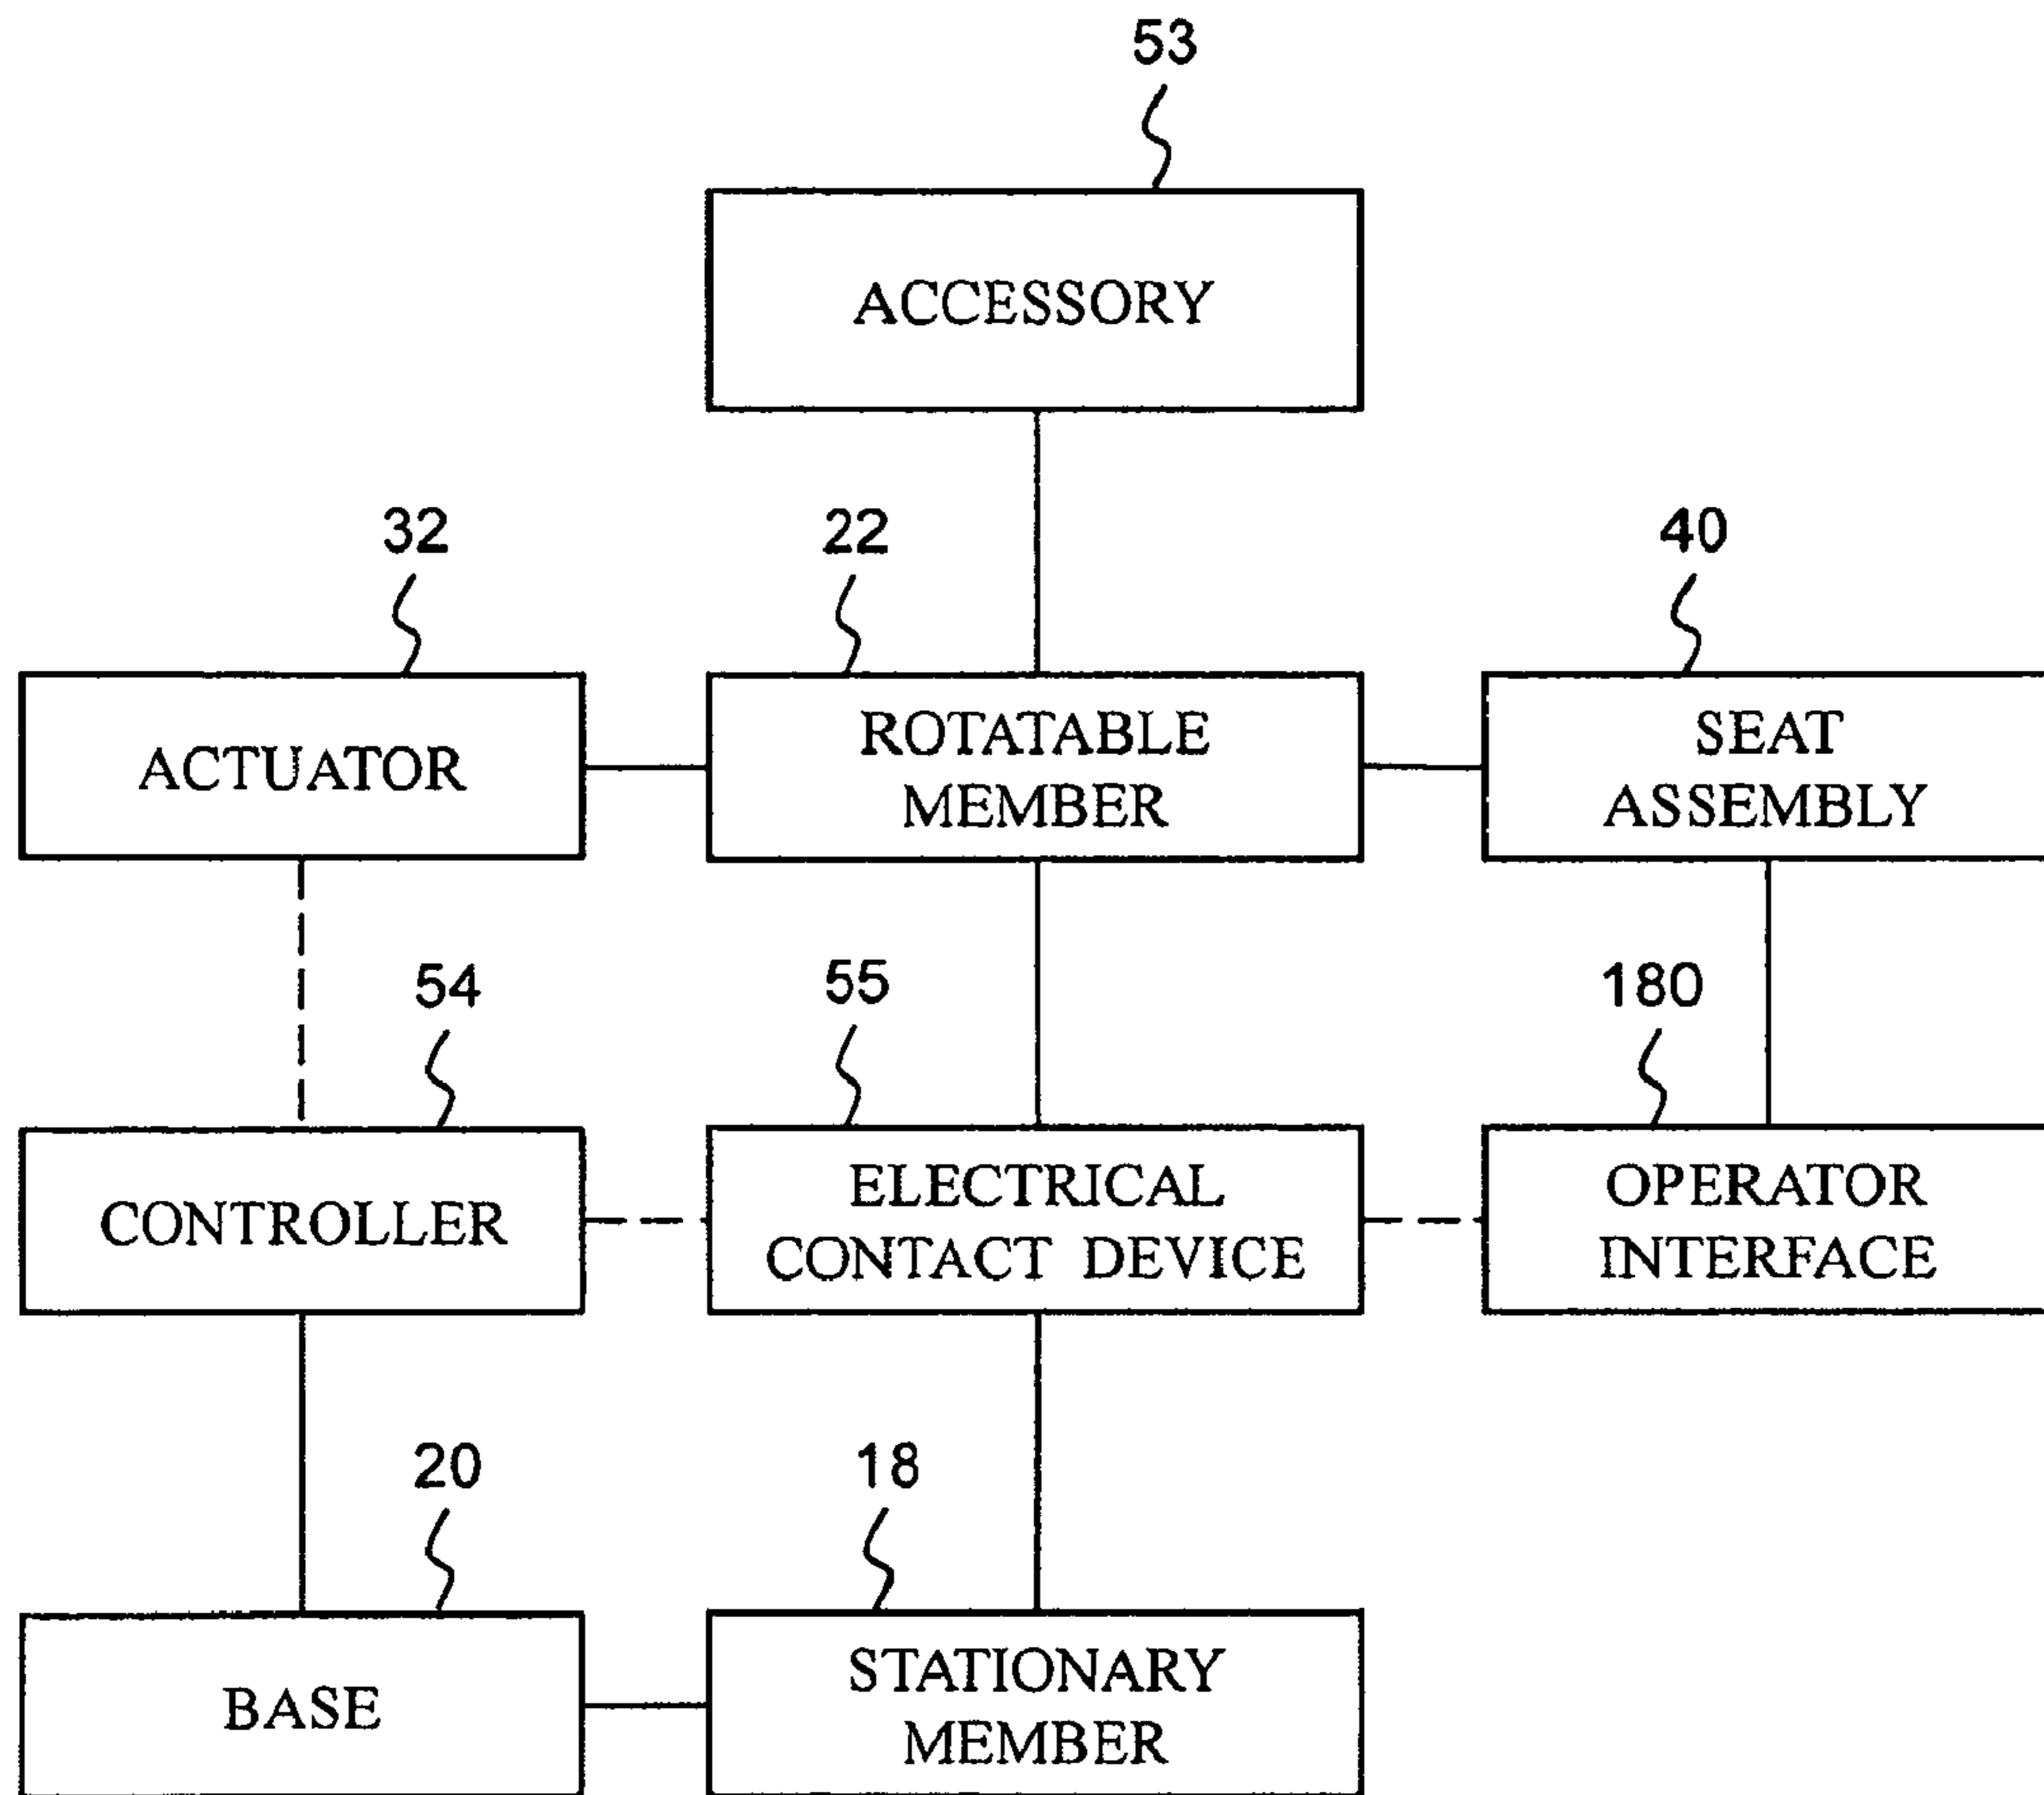 53
ACCESSORY
32
22
40
ACTUATOR
ROTATABLE
MEMBER
SEAT
ASSEMBLY
54
55
180
CONTROLLER
ELECTRICAL
CONTACT DEVICE
OPERATOR
INTERFACE
20
18
BASE
STATIONARY
MEMBER